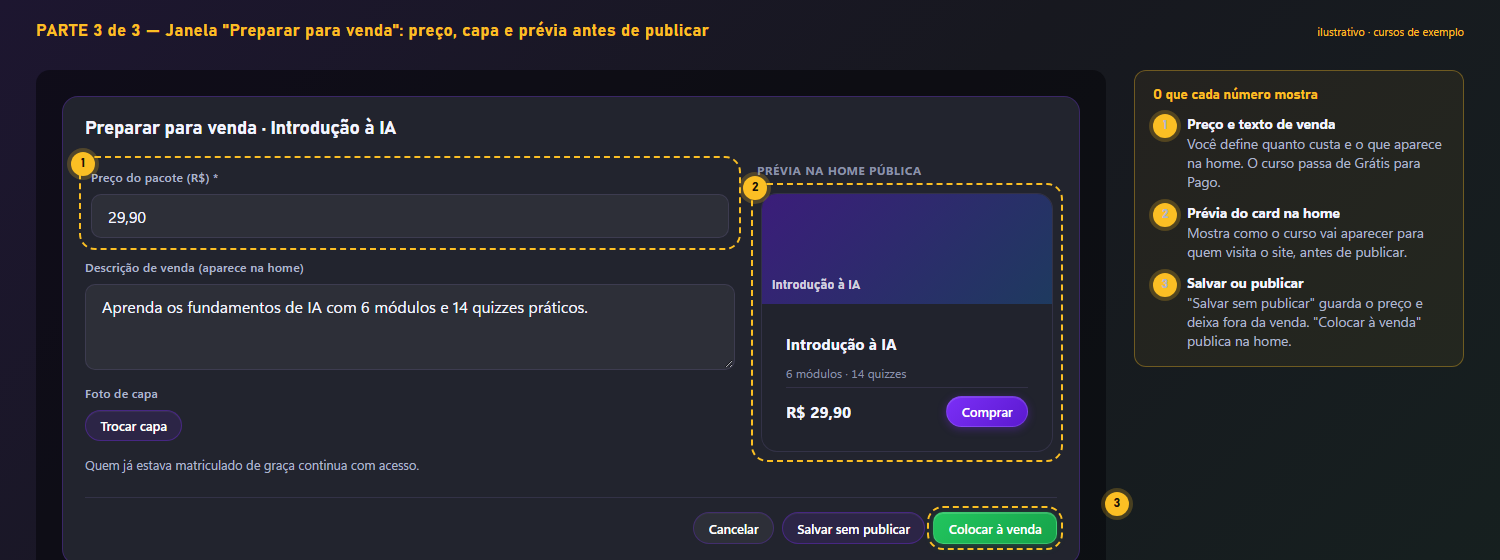 PARTE 3 de 3 — Janela "Preparar para venda": preço, capa e prévia antes de publicar
ilustrativo · cursos de exemplo
Preparar para venda · Introdução à IA
1
Preço do pacote (R$) *
29,90
Descrição de venda (aparece na home)
Aprenda os fundamentos de IA com 6 módulos e 14 quizzes práticos.
Foto de capa
Trocar capa
Quem já estava matriculado de graça continua com acesso.
PRÉVIA NA HOME PÚBLICA
2
Introdução à IA
Introdução à IA
6 módulos · 14 quizzes
R$ 29,90
Comprar
Cancelar
Salvar sem publicar
Colocar à venda
3
O que cada número mostra
1
Preço e texto de venda
Você define quanto custa e o que aparece
na home. O curso passa de Grátis para
Pago.
2
Prévia do card na home
Mostra como o curso vai aparecer para
quem visita o site, antes de publicar.
3
Salvar ou publicar
"Salvar sem publicar" guarda o preço e
deixa fora da venda. "Colocar à venda"
publica na home.